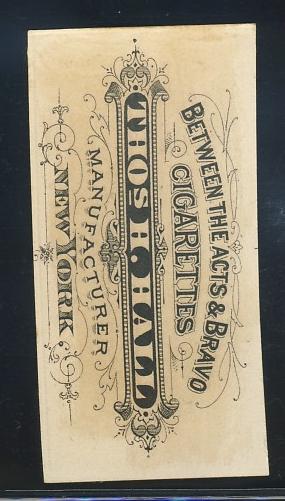 BETWEEN THE ACTS & BRAVO
CIGARETTES
THOS. H. HALL
MANUFACTURER
NEW YORK